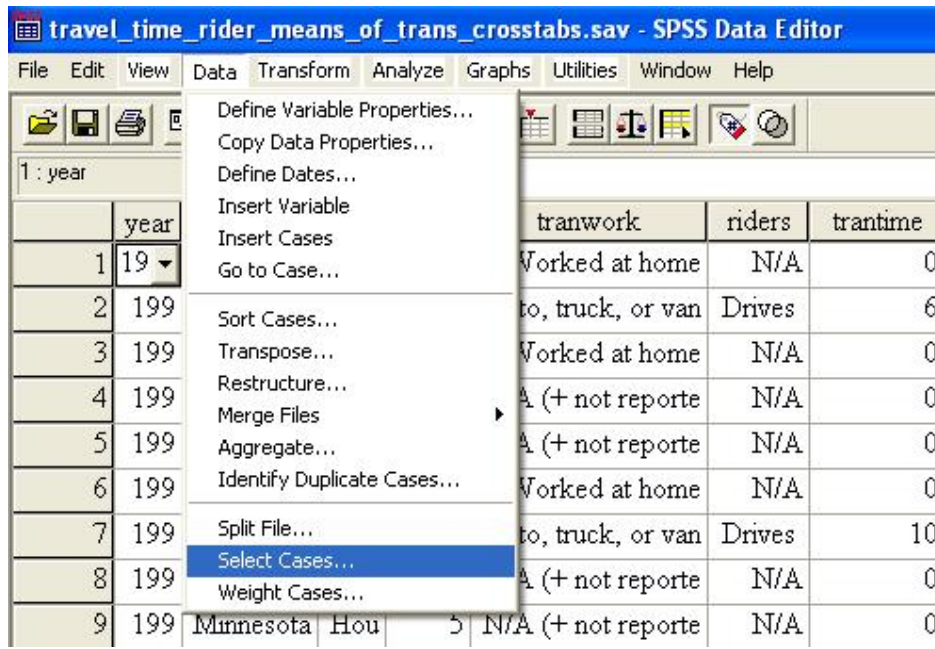 travel_time_rider_means_of_trans_crosstabs.sav - SPSS Data Editor
File Edit View Data Transform Analyze Graphs Utilities Window Help
Define Variable Properties...
Copy Data Properties...
Define Dates...
Insert Variable
Insert Cases
Go to Case...
Sort Cases...
Transpose...
Restructure...
Merge Files
Aggregate...
Identify Duplicate Cases...
Split File...
Select Cases...
Weight Cases...
1 : year
year tranwork riders trantime
1 19 Worked at home N/A 0
2 199 to, truck, or van Drives 6
3 199 Worked at home N/A 0
4 199 A (+ not reporte N/A 0
5 199 A (+ not reporte N/A 0
6 199 Worked at home N/A 0
7 199 to, truck, or van Drives 10
8 199 A (+ not reporte N/A 0
9 199 Minnesota Hou 5 N/A (+ not reporte N/A 0